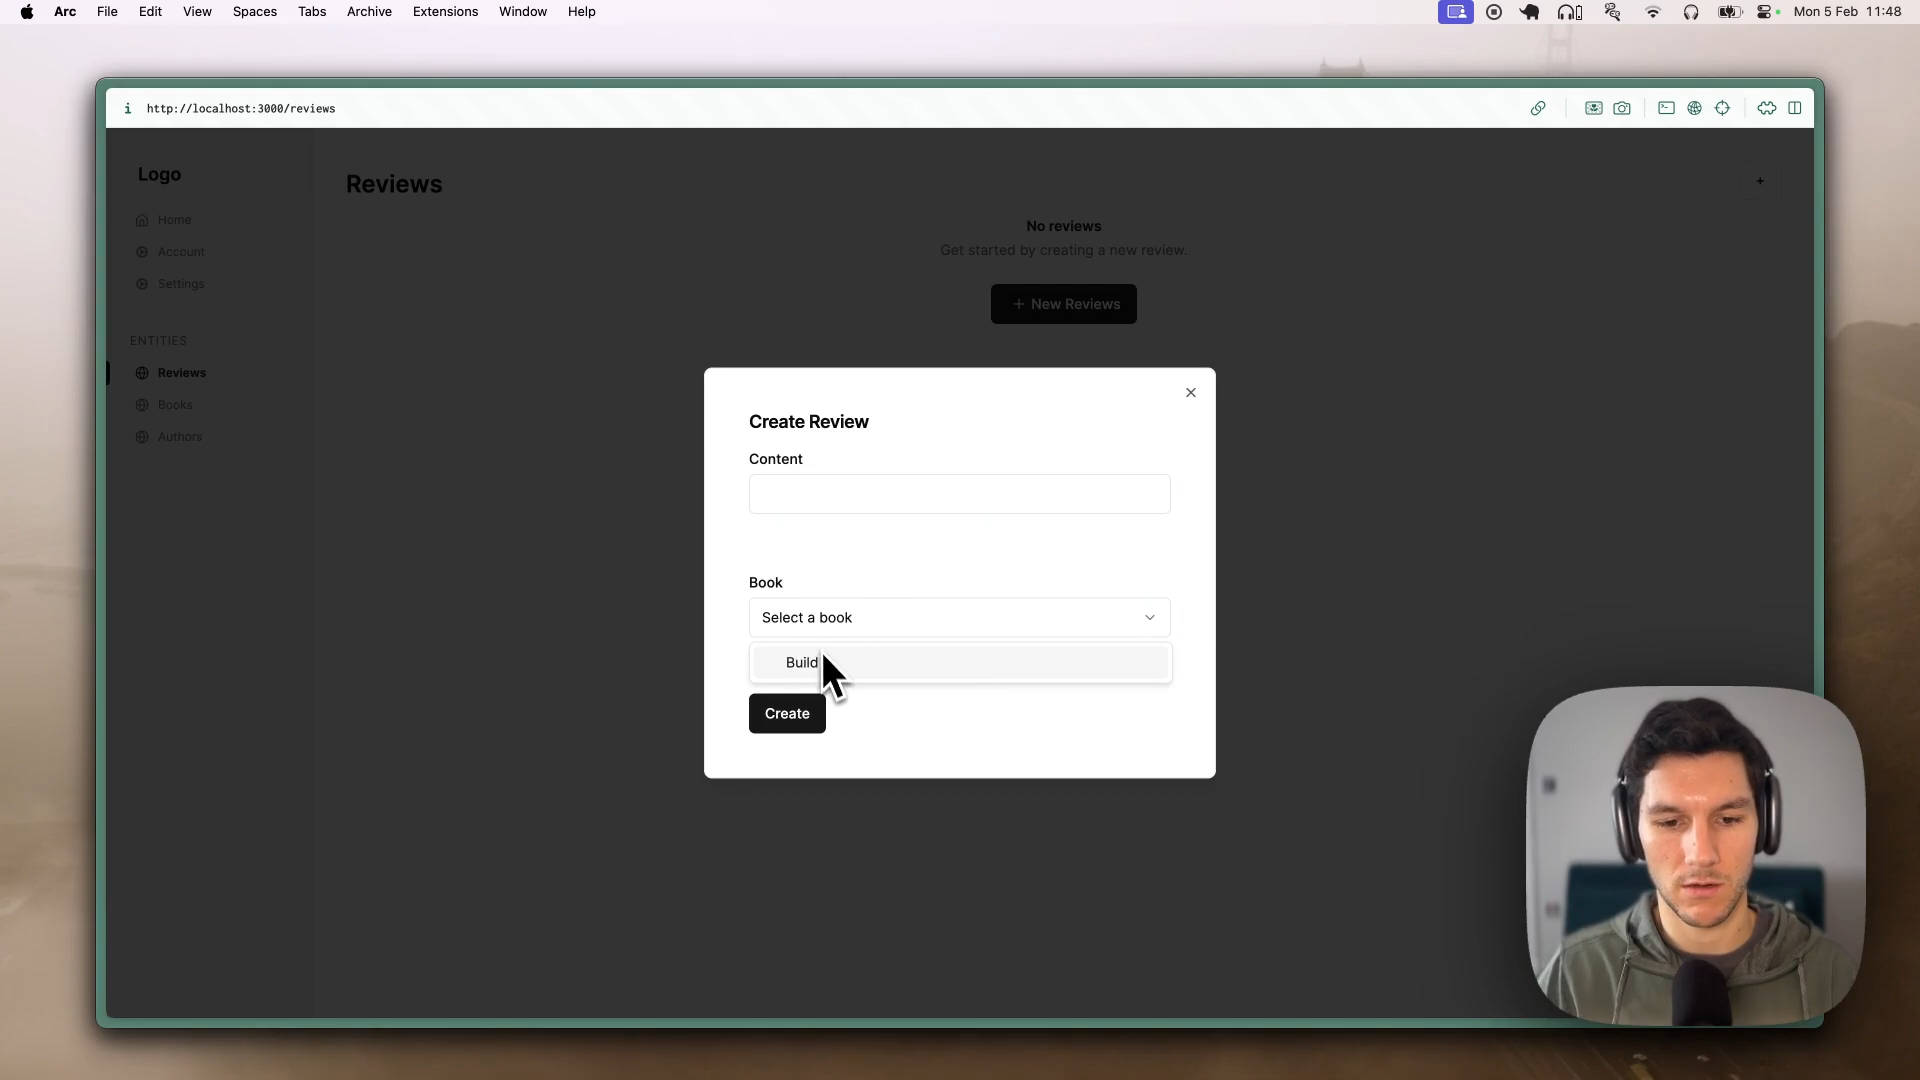 Arc File Edit View Spaces Tabs Archive Extensions Window Help
Mon 5 Feb 11:48
http://localhost:3000/reviews
Logo
Home
Account
Settings
ENTITIES
Reviews
Books
Authors
Reviews
+
No reviews
Get started by creating a new review.
+ New Reviews
Create Review
Content
Book
Select a book
Build
Create